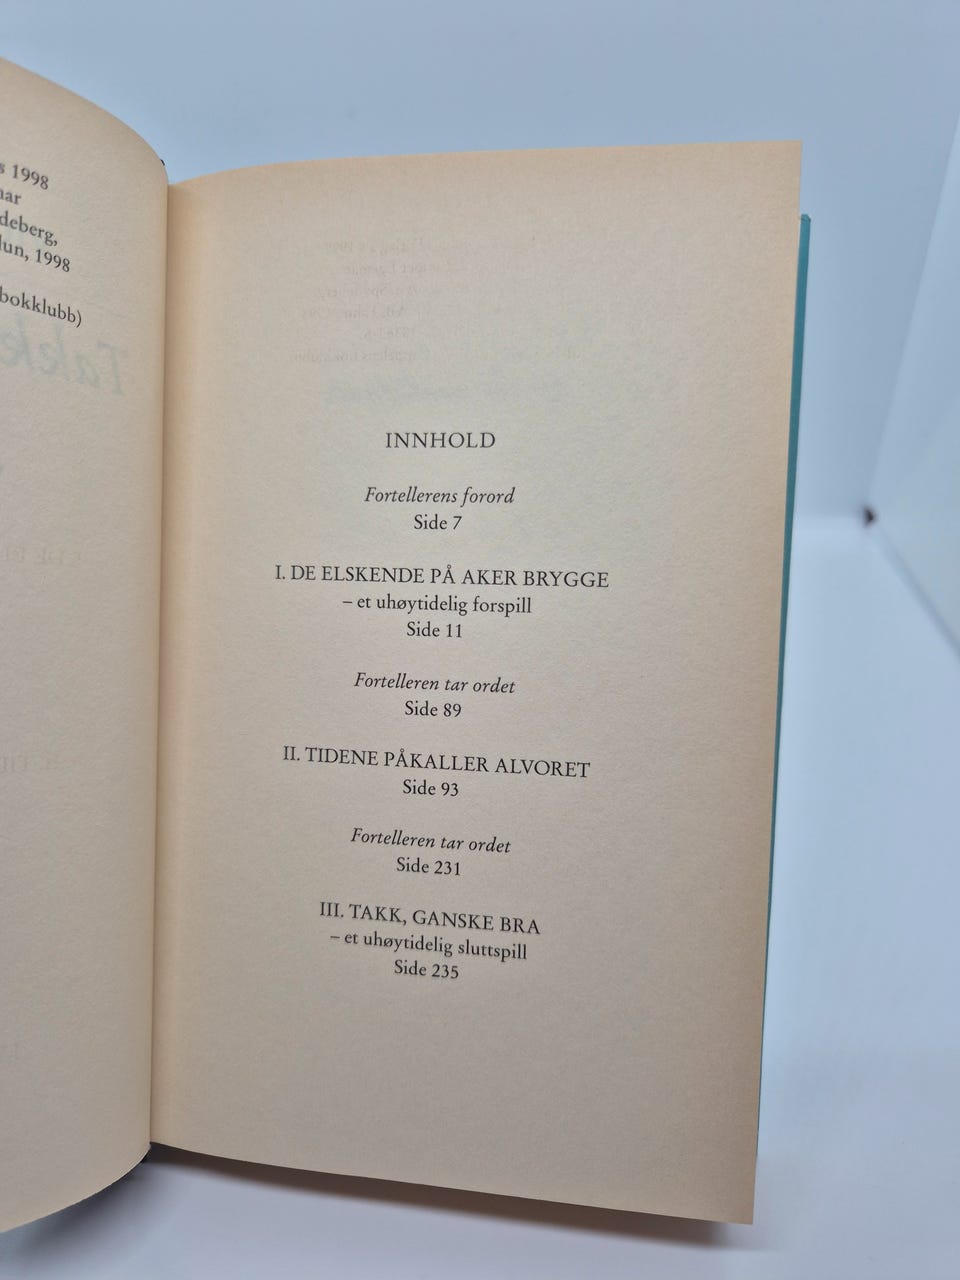 s 1998
nar
deberg,
lun, 1998
bokklubb)
Takk
INNHOLD
Fortellerens forord
Side 7
I. DE ELSKENDE PÅ AKER BRYGGE
– et uhøytidelig forspill
Side 11
Fortelleren tar ordet
Side 89
II. TIDENE PÅKALLER ALVORET
Side 93
Fortelleren tar ordet
Side 231
III. TAKK, GANSKE BRA
– et uhøytidelig sluttspill
Side 235